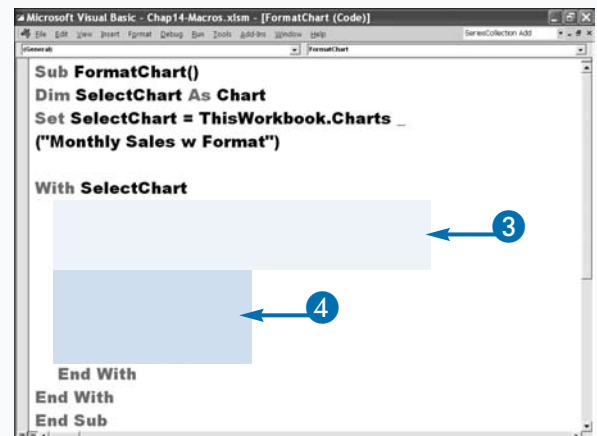 Microsoft Visual Basic - Chap14-Macros.xlsm - [FormatChart (Code)]
File Edit View Insert Format Debug Run Tools Add-Ins Window Help
SeriesCollection Add
(General)
FormatChart
Sub FormatChart()
Dim SelectChart As Chart
Set SelectChart = ThisWorkbook.Charts _
("Monthly Sales w Format")
With SelectChart
3
4
End With
End With
End Sub